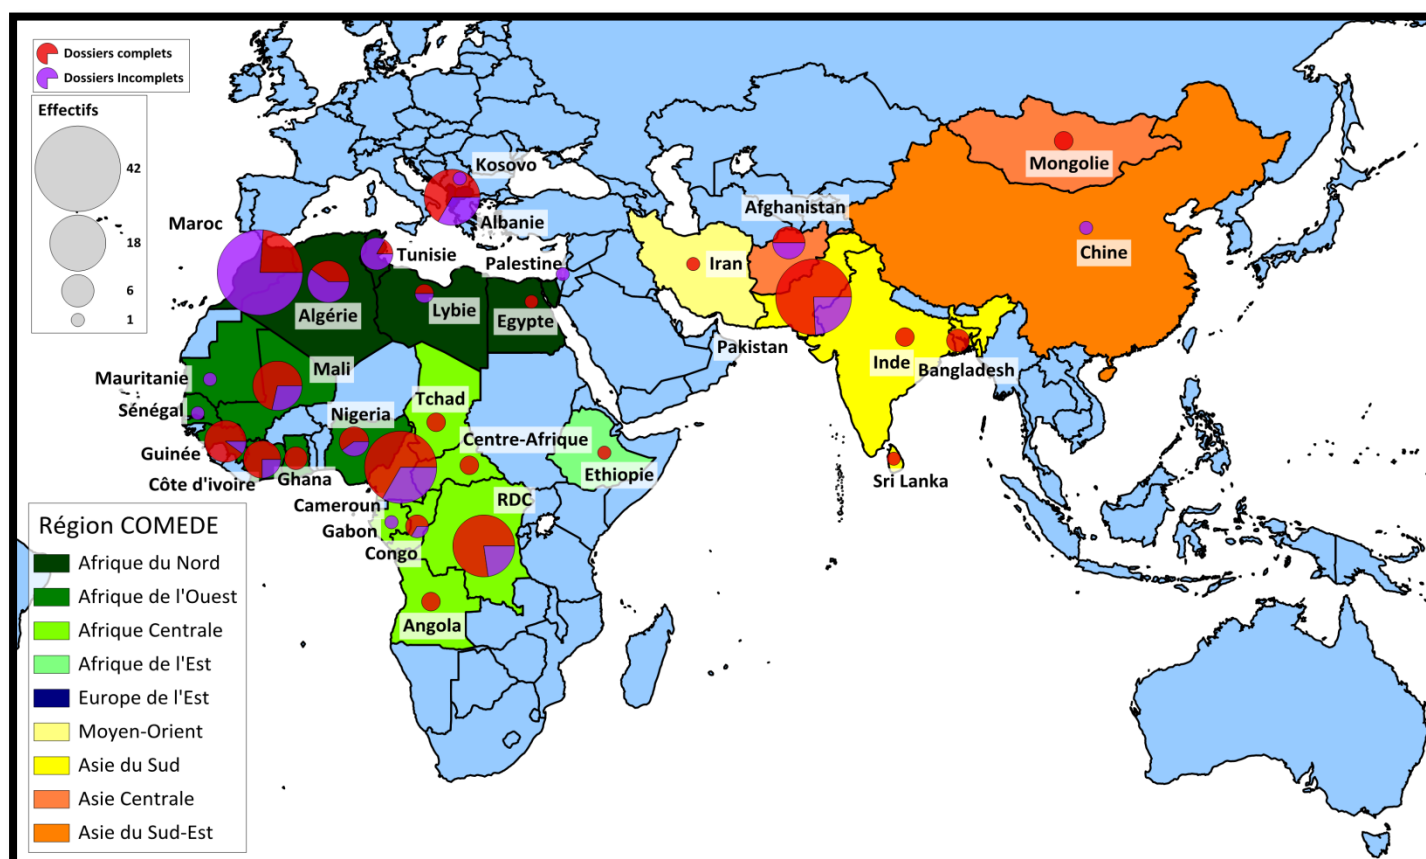 Dossiers complets
Dossiers Incomplets
Effectifs
42
18
6
1
Kosovo
Albanie
Maroc
Tunisie
Palestine
Algérie
Lybie
Egypte
Iran
Afghanistan
Mongolie
Chine
Pakistan
Inde
Bangladesh
Sri Lanka
Mauritanie
Mali
Sénégal
Nigeria
Tchad
Guinée
Côte d'ivoire
Ghana
Centre-Afrique
Ethiopie
Cameroun
Gabon
Congo
RDC
Angola
Région COMEDE
Afrique du Nord
Afrique de l'Ouest
Afrique Centrale
Afrique de l'Est
Europe de l'Est
Moyen-Orient
Asie du Sud
Asie Centrale
Asie du Sud-Est